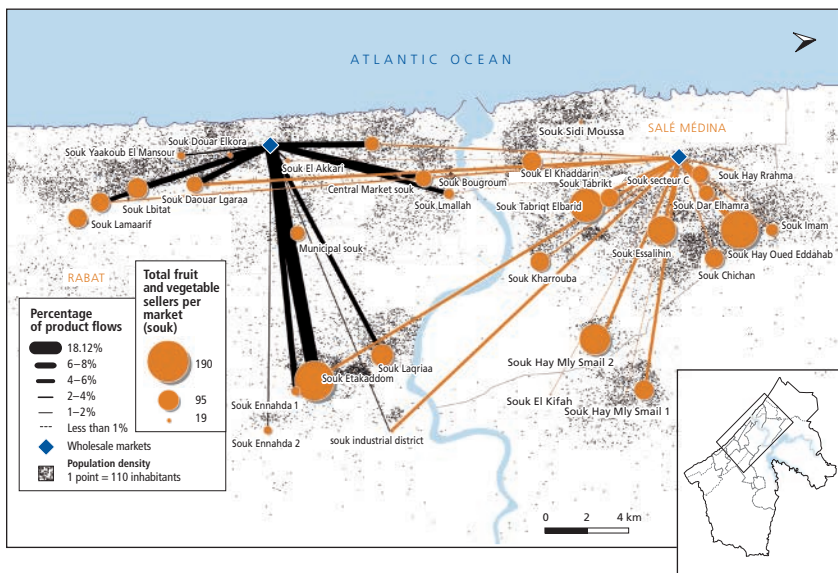 ATLANTIC OCEAN
Souk Sidi Moussa
SALÉ MÉDINA
Souk Douar Elkora
Souk Yaakoub El Mansour
Souk El Akkari
Souk El Khaddarin
Souk Hay Rrahma
Central Market souk
Souk Bougroum
Souk Tabrikt
Souk secteur C
Souk Lbitat
Souk Daouar Lgaraa
Souk Lmallah
Souk Tabriqt Elbarid
Souk Dar Elhamra
Souk Lamaarif
Souk Imam
Municipal souk
Souk Essalihin
Souk Hay Oued Eddahab
RABAT
Souk Kharrouba
Souk Chichan
Total fruit
and vegetable
sellers per
market
(souk)
190
95
19
Percentage
of product flows
18.12%
6–8%
4–6%
2–4%
1–2%
Less than 1%
Wholesale markets
Population density
1 point = 110 inhabitants
Souk Laqriaa
Souk Etakaddom
Souk Hay Mly Smail 2
Souk Ennahda 1
Souk El Kifah
Souk Hay Mly Smail 1
Souk Ennahda 2
souk industrial district
0 2 4 km